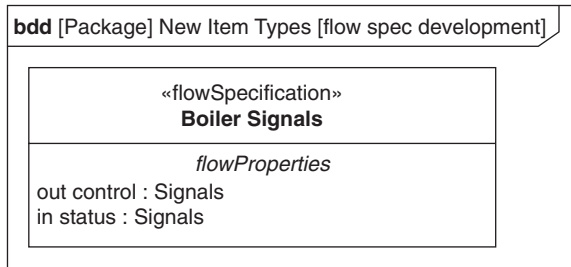 bdd [Package] New Item Types [flow spec development]
«flowSpecification»
Boiler Signals
flowProperties
out control : Signals
in status : Signals